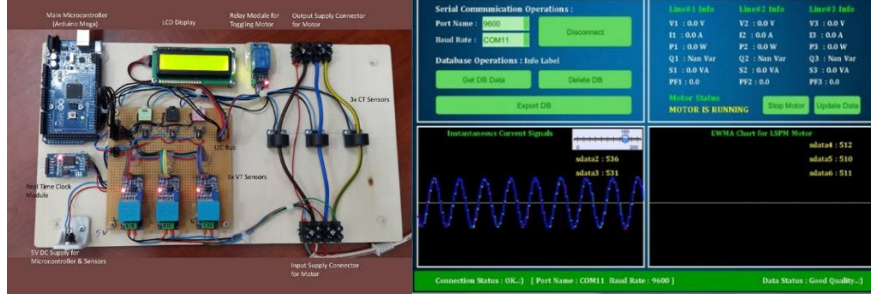 Main Microcontroller
(Arduino Mega)
LCD Display
Relay Module for
Toggling Motor
Output Supply Connector
for Motor
3x CT Sensors
I2C Bus
Real Time Clock
Module
3x VT Sensors
5V
5V DC Supply for
Microcontroller & Sensors
Input Supply Connector
for Motor
Serial Communication Operations :
Port Name : 9600
Baud Rate : COM11
Disconnect
Database Operations : Info Label
Get DB Data
Delete DB
Export DB
Line#1 Info
V1 : 0.0 V
I1 : 0.0 A
P1 : 0.0 W
Q1 : Nan Var
S1 : 0.0 VA
PF1 : 0.0
Line#2 Info
V2 : 0.0 V
I2 : 0.0 A
P2 : 0.0 W
Q2 : Nan Var
S2 : 0.0 VA
PF2 : 0.0
Line#3 Info
V3 : 0.0 V
I3 : 0.0 A
P3 : 0.0 W
Q3 : Nan Var
S3 : 0.0 VA
PF3 : 0.0
Motor Status
MOTOR IS RUNNING
Stop Motor
Update Data
Instantaneous Current Signals
sdata2 : 536
sdata3 : 531
EWMA Chart for LSPM Motor
sdata4 : 512
sdata5 : 510
sdata6 : 511
Connection Status : OK..:) [ Port Name : COM11 Baud Rate : 9600 ]
Data Status : Good Quality..:)